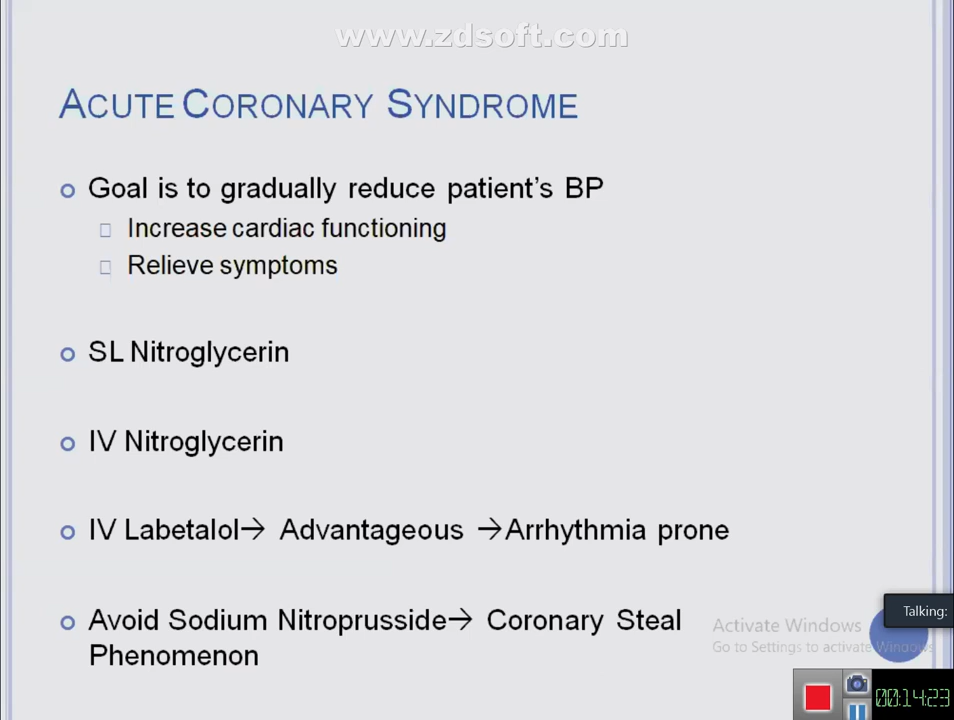 www.zdsoft.com
ACUTE CORONARY SYNDROME
Goal is to gradually reduce patient's BP
Increase cardiac functioning
Relieve symptoms
SL Nitroglycerin
IV Nitroglycerin
IV Labetalol→ Advantageous →Arrhythmia prone
Avoid Sodium Nitroprusside→ Coronary Steal
Phenomenon
Talking:
Activate Windows
Go to Settings to activate Windows.
00:14:23